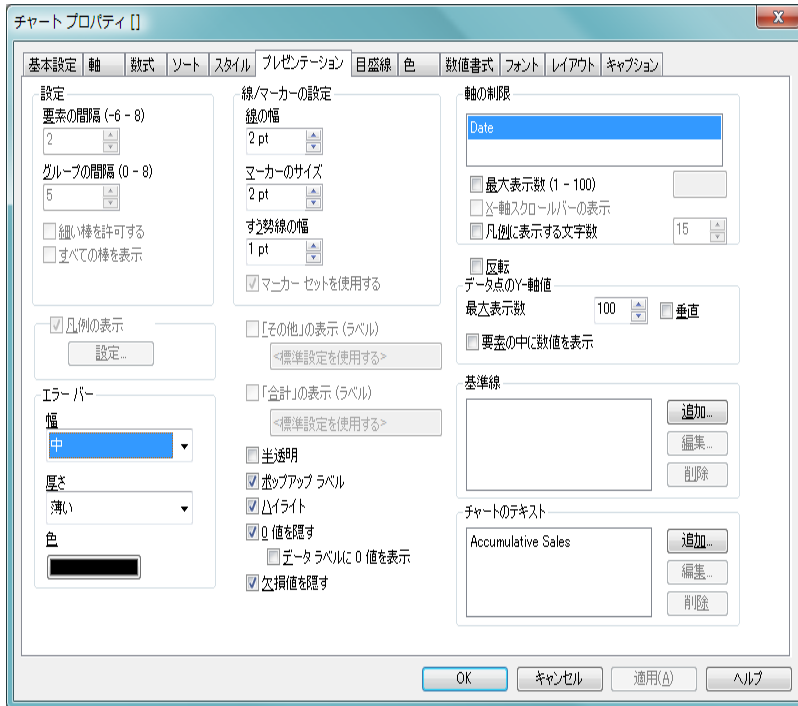 チャート プロパティ []
基本設定 軸 数式 ソート スタイル プレゼンテーション 目盛線 色 数値書式 フォント レイアウト キャプション
設定
要素の間隔 (-6 - 8)
2
グループの間隔 (0 - 8)
5
細い棒を許可する
すべての棒を表示
凡例の表示
設定...
エラー バー
幅
中
厚さ
薄い
色
線/マーカーの設定
線の幅
2 pt
マーカーのサイズ
2 pt
すう勢線の幅
1 pt
マーカー セットを使用する
「その他」の表示 (ラベル)
<標準設定を使用する>
「合計」の表示 (ラベル)
<標準設定を使用する>
半透明
ポップアップ ラベル
ハイライト
0 値を隠す
データ ラベルに 0 値を表示
欠損値を隠す
軸の制限
Date
最大表示数 (1 - 100)
X-軸スクロールバーの表示
凡例に表示する文字数
15
反転
データ点のY-軸値
最大表示数
100
垂直
要素の中に数値を表示
基準線
追加...
編集...
削除
チャートのテキスト
Accumulative Sales
追加...
編集...
削除
OK
キャンセル
適用(A)
ヘルプ